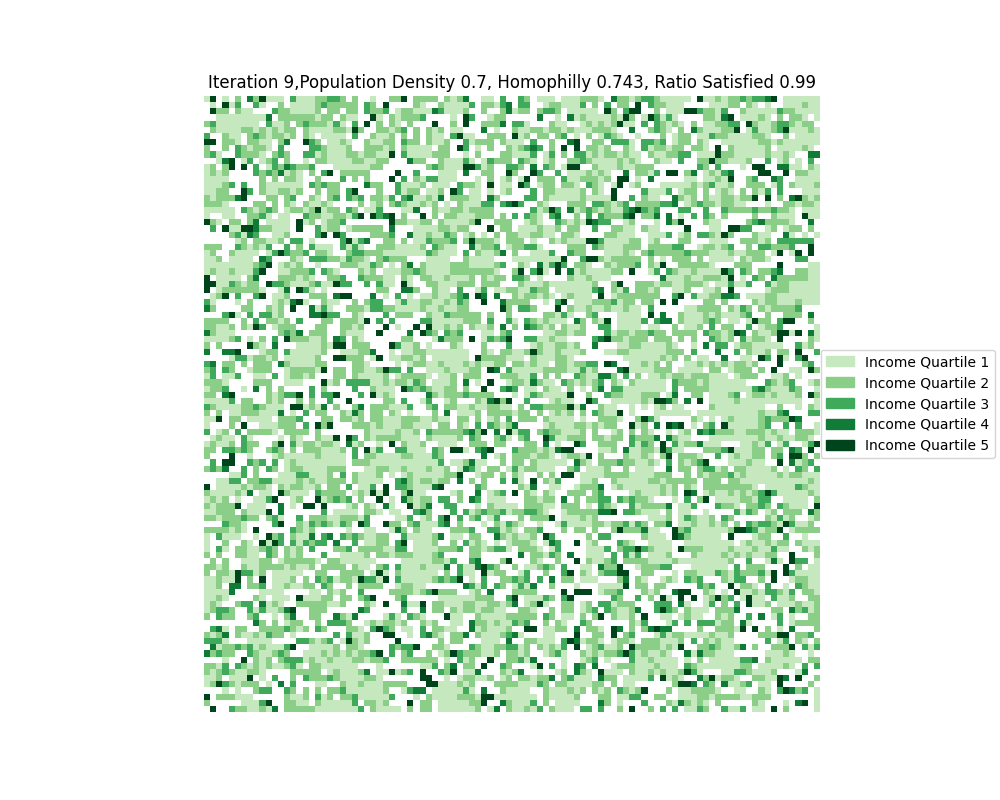 Iteration 9,Population Density 0.7, Homophilly 0.743, Ratio Satisfied 0.99
Income Quartile 1
Income Quartile 2
Income Quartile 3
Income Quartile 4
Income Quartile 5